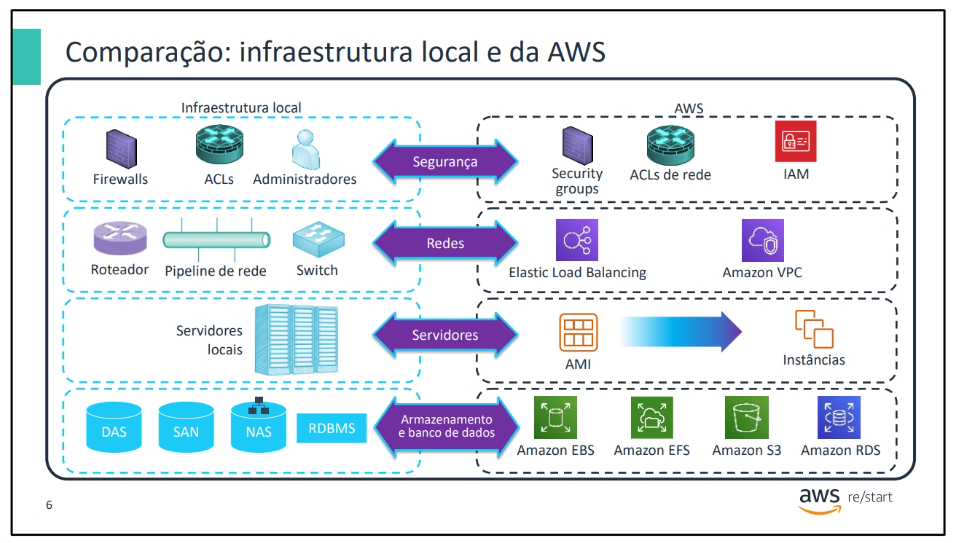 Comparação: infraestrutura local e da AWS
Infraestrutura local
AWS
Firewalls
ACLs
Administradores
Segurança
Security
groups
ACLs de rede
IAM
Roteador
Pipeline de rede
Switch
Redes
Elastic Load Balancing
Amazon VPC
Servidores
locais
Servidores
AMI
Instâncias
DAS
SAN
NAS
RDBMS
Armazenamento
e banco de dados
Amazon EBS
Amazon EFS
Amazon S3
Amazon RDS
6
aws re/start